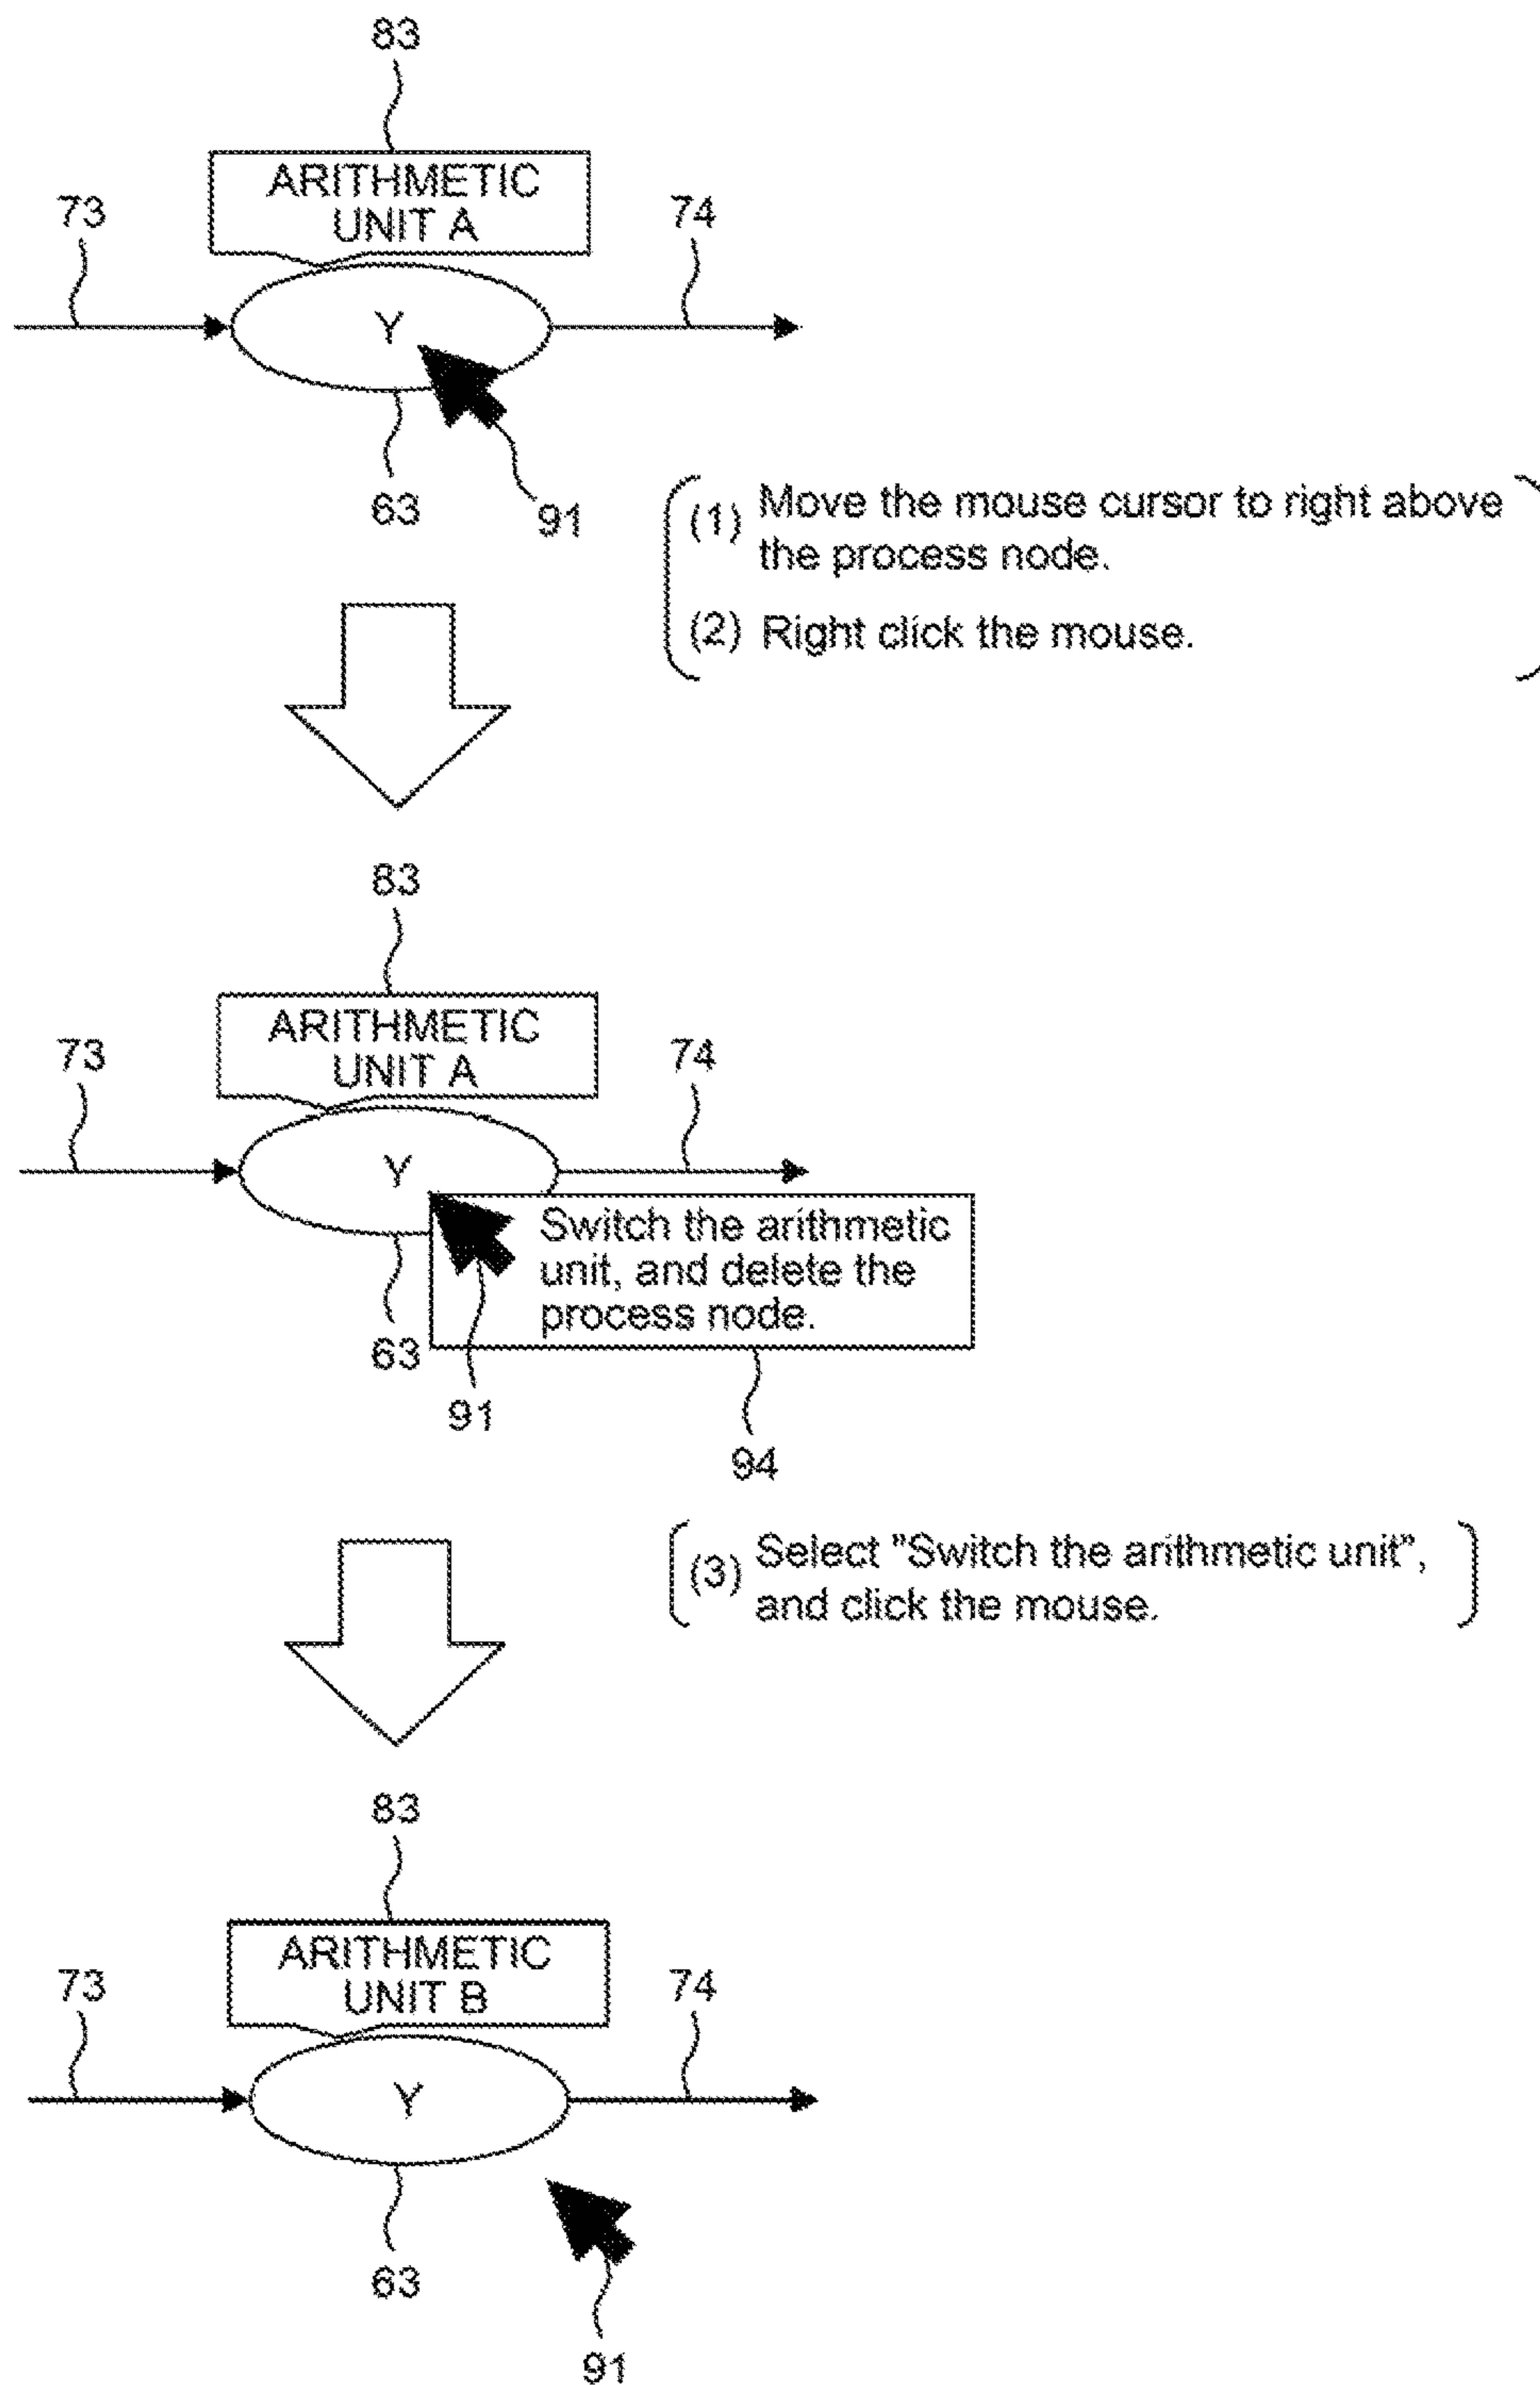 83
ARITHMETIC
UNIT A
73
74
Y
63
91
(1) Move the mouse cursor to right above
the process node.
(2) Right click the mouse.
83
ARITHMETIC
UNIT A
73
74
Y
Switch the arithmetic
unit, and delete the
process node.
63
91
94
(3) Select "Switch the arithmetic unit",
and click the mouse.
83
ARITHMETIC
UNIT B
73
74
Y
63
91